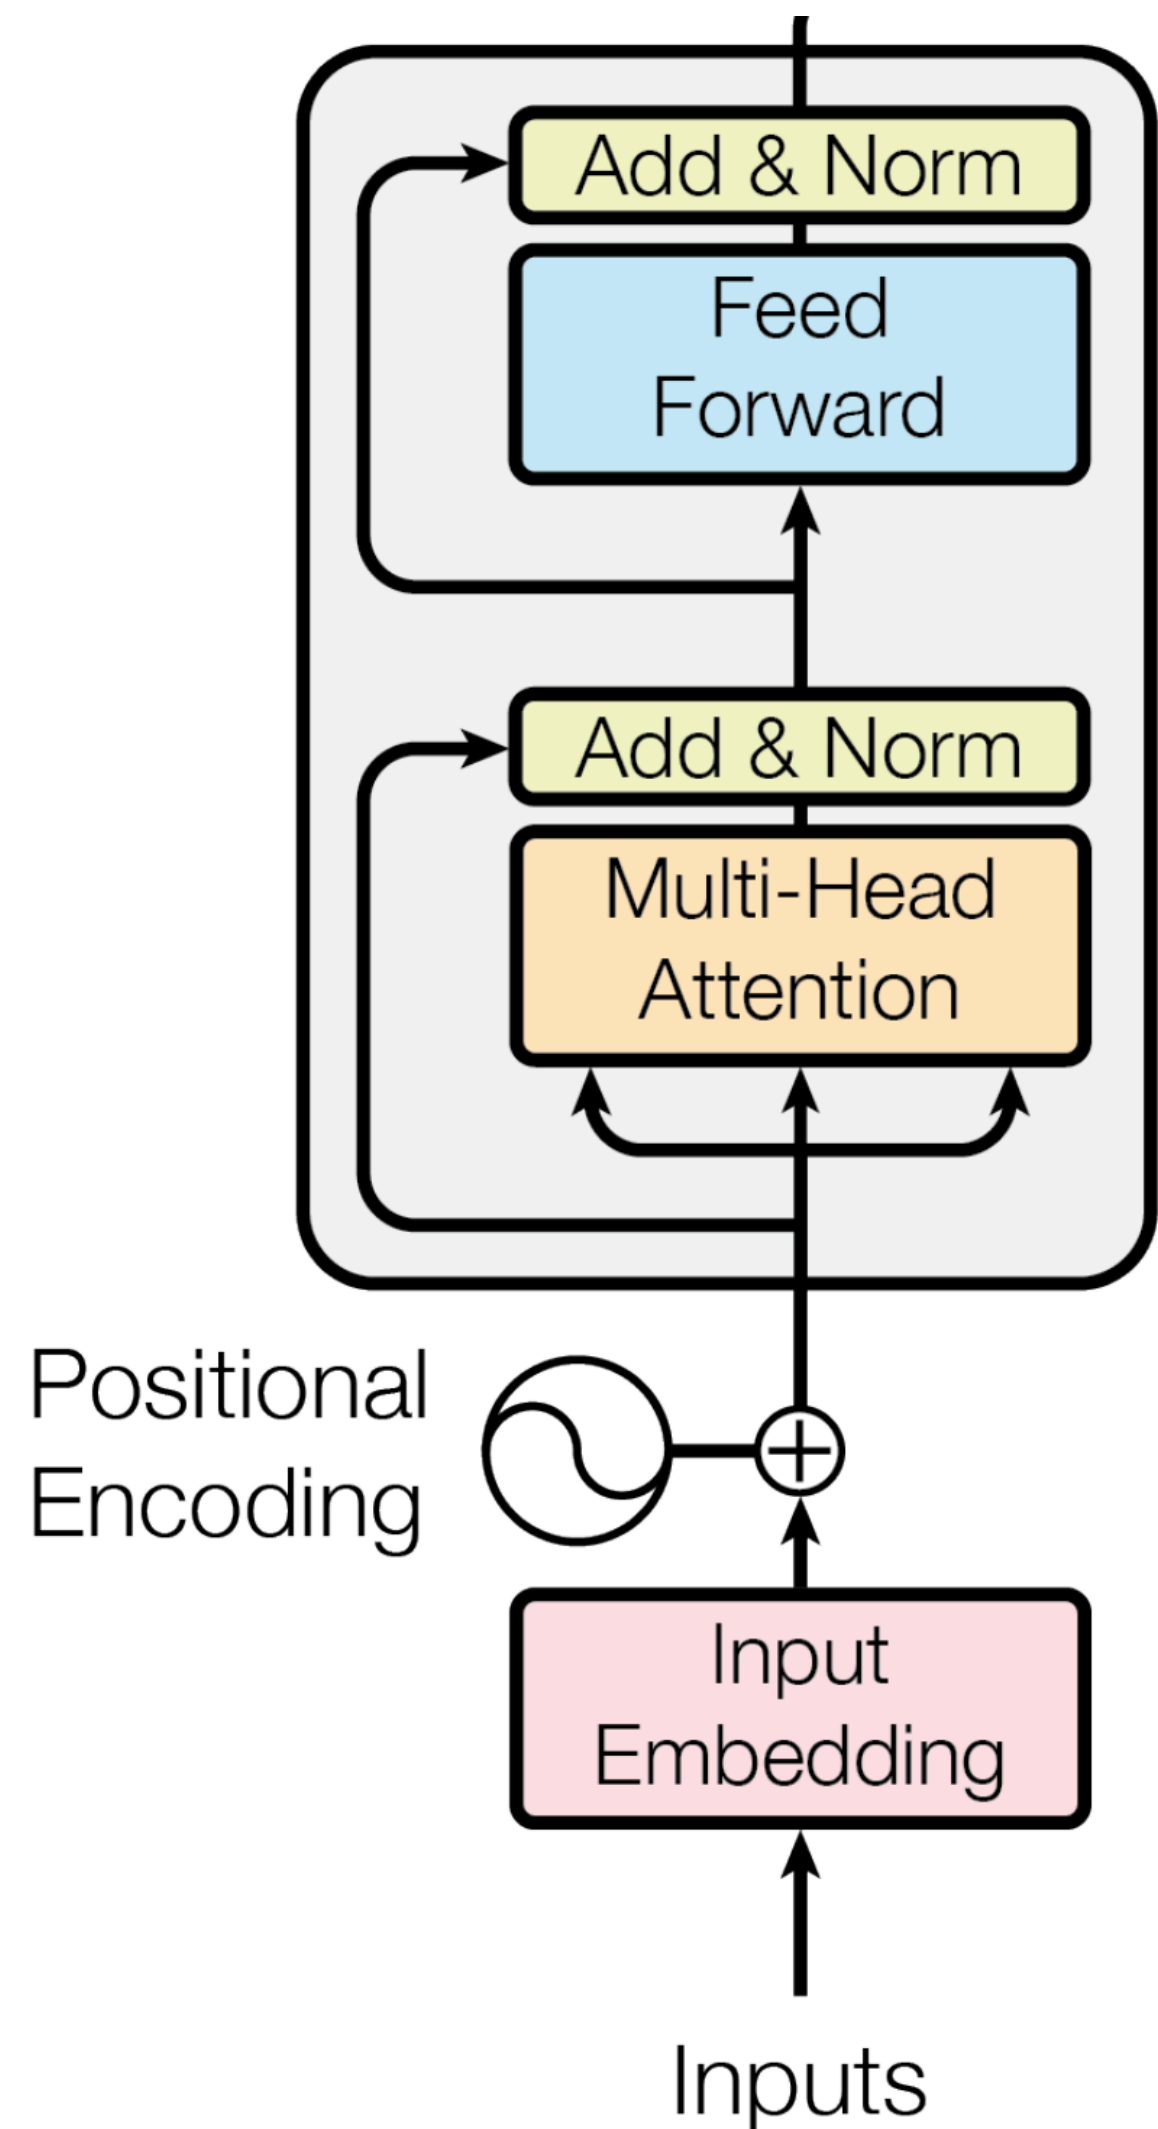 Add & Norm
Feed
Forward
Add & Norm
Multi-Head
Attention
Positional
Encoding
Input
Embedding
Inputs